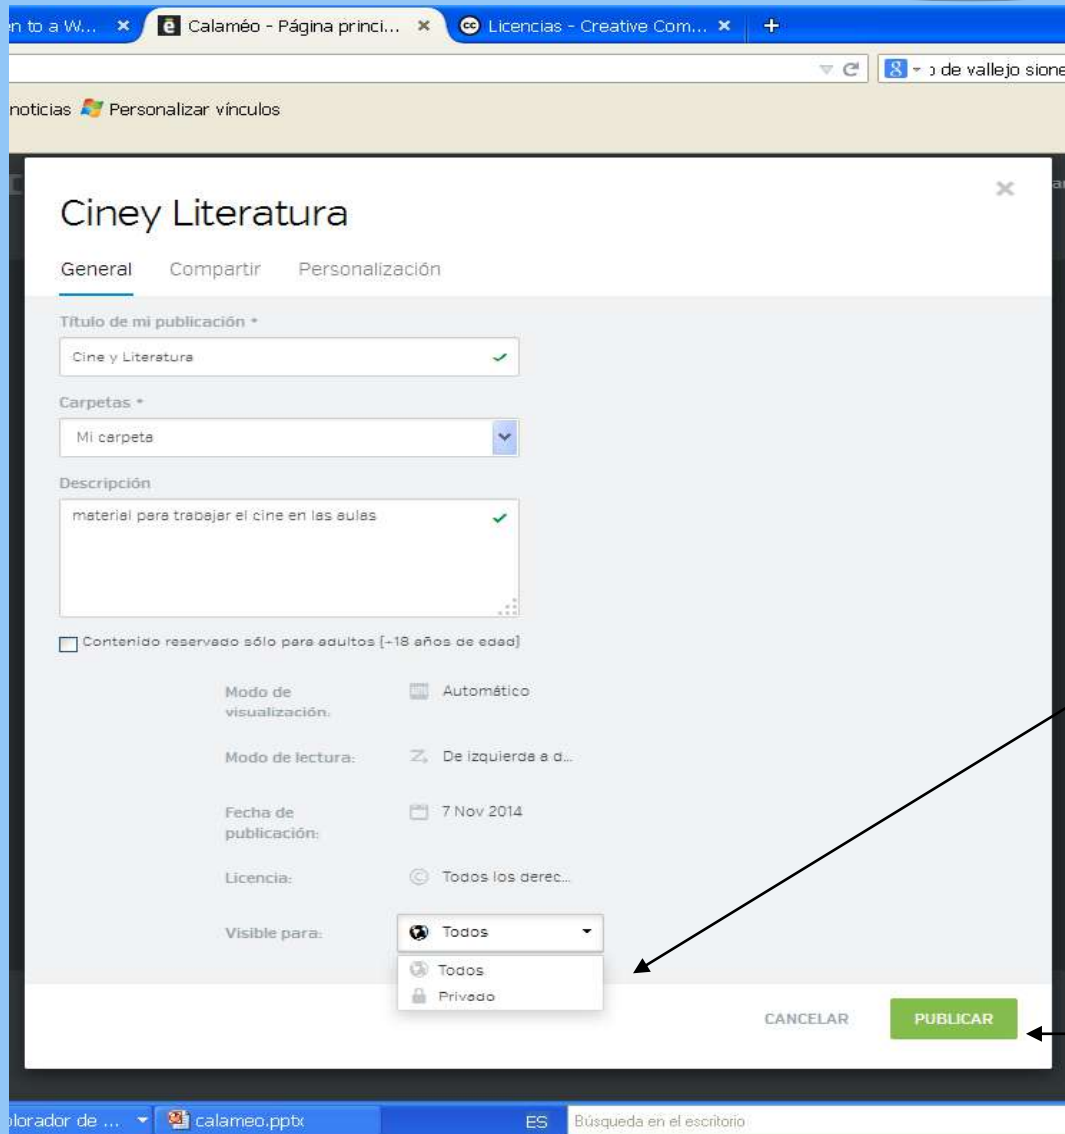 en to a W...
Calaméo - Página princi...
Licencias - Creative Com...
de vallejo sione
noticias Personalizar vínculos
Ciney Literatura
General Compartir Personalización
Título de mi publicación *
Cine y Literatura
Carpetas *
Mi carpeta
Descripción
material para trabajar el cine en las aulas
Contenido reservado sólo para adultos (-18 años de edad)
Modo de visualización: Automático
Modo de lectura: De izquierda a d...
Fecha de publicación: 7 Nov 2014
Licencia: Todos los derec...
Visible para: Todos
Todos
Privado
CANCELAR PUBLICAR
plorador de ... calameo.pptx ES Búsqueda en el escritorio